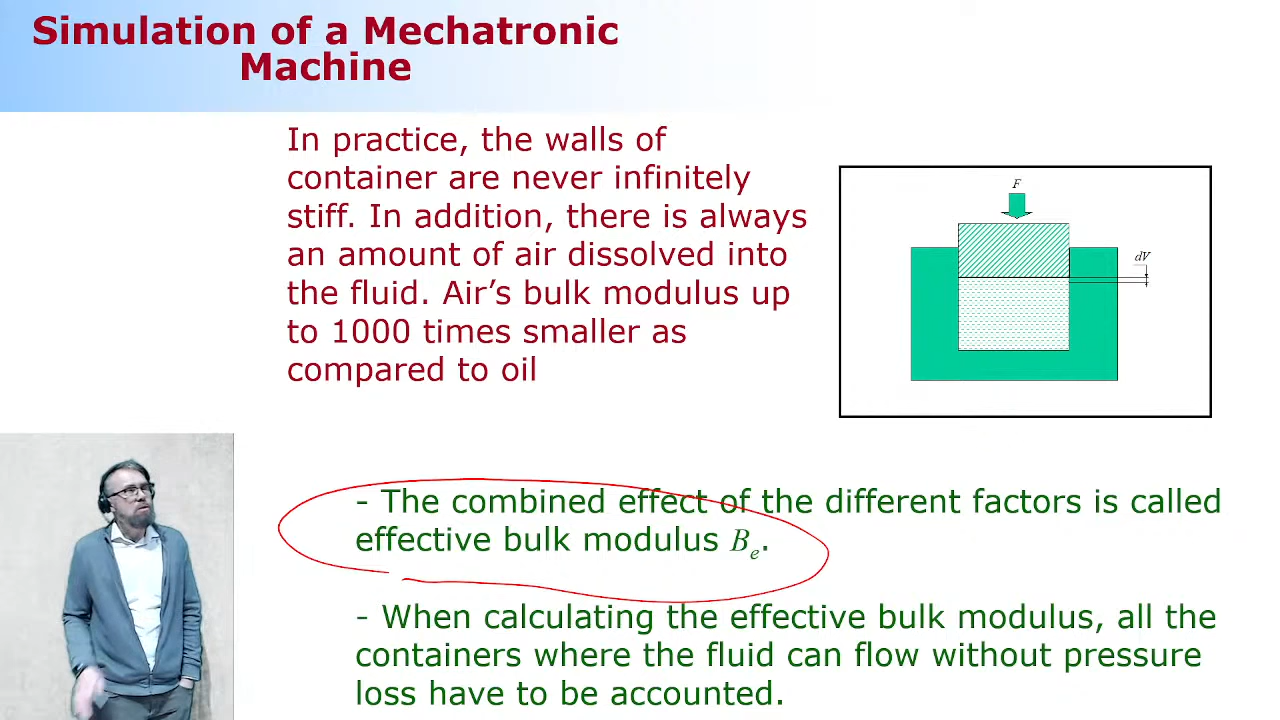 Simulation of a Mechatronic
Machine
In practice, the walls of
container are never infinitely
stiff. In addition, there is always
an amount of air dissolved into
the fluid. Air’s bulk modulus up
to 1000 times smaller as
compared to oil
F
dV
- The combined effect of the different factors is called
effective bulk modulus Be.
- When calculating the effective bulk modulus, all the
containers where the fluid can flow without pressure
loss have to be accounted.